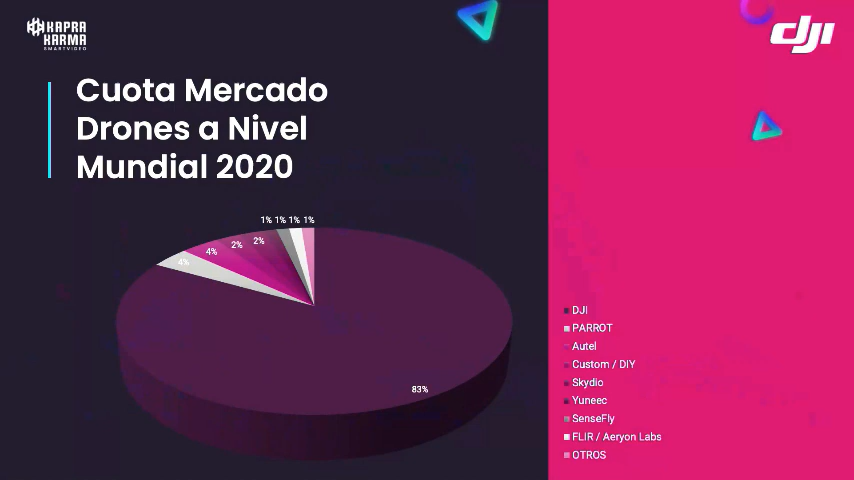 KAPRA
KARMA
SMARTVIDEO
dji
Cuota Mercado
Drones a Nivel
Mundial 2020
1% 1% 1% 1%
2%
2%
4%
4%
83%
DJI
PARROT
Autel
Custom / DIY
Skydio
Yuneec
SenseFly
FLIR / Aeryon Labs
OTROS